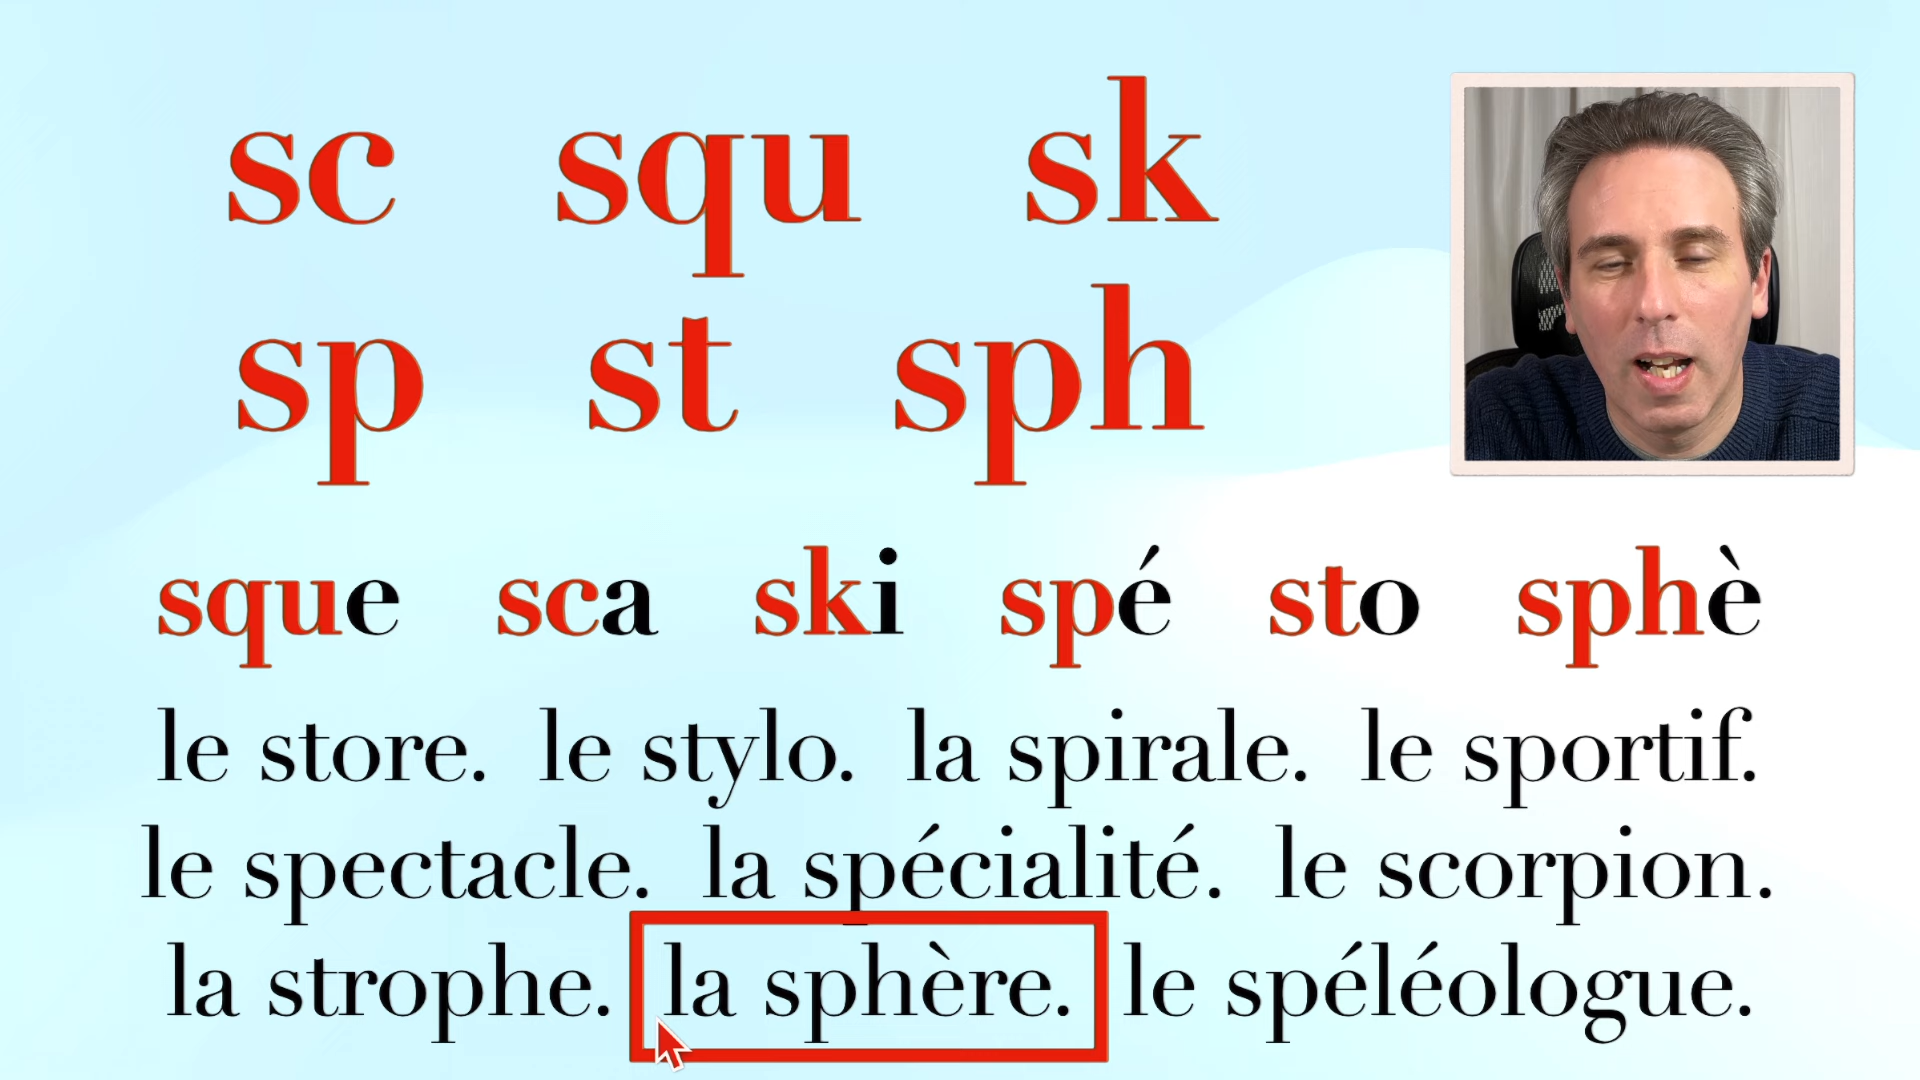 sc squ sk
sp st sph
sque sca ski spé sto sphè
le store. le stylo. la spirale. le sportif.
le spectacle. la spécialité. le scorpion.
la strophe. la sphère. le spéléologue.